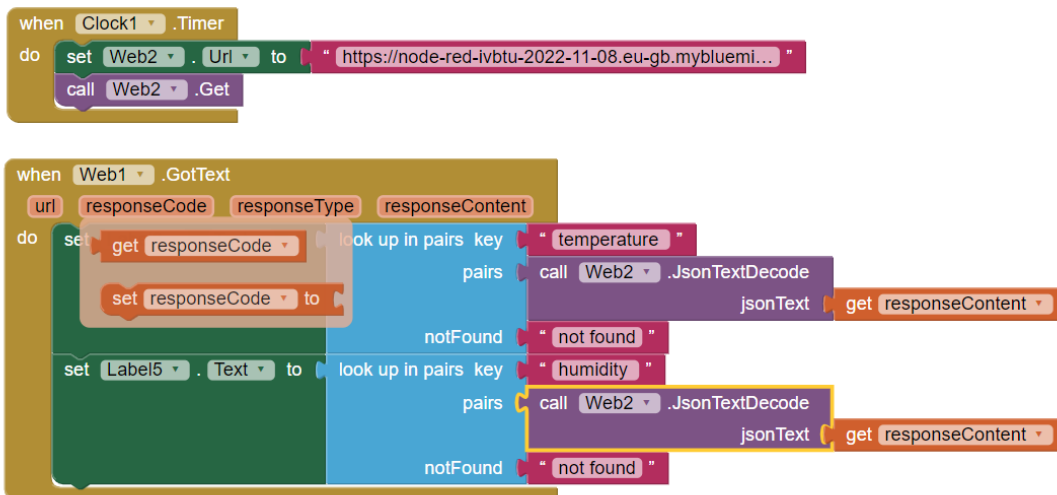 when Clock1 .Timer
do set Web2 . Url to " https://node-red-ivbtu-2022-11-08.eu-gb.mybluemi... "
call Web2 .Get
when Web1 .GotText
url responseCode responseType responseContent
do set look up in pairs key " temperature "
get responseCode
pairs call Web2 .JsonTextDecode
set responseCode to
jsonText get responseContent
notFound " not found "
set Label5 . Text to look up in pairs key " humidity "
pairs call Web2 .JsonTextDecode
jsonText get responseContent
notFound " not found "